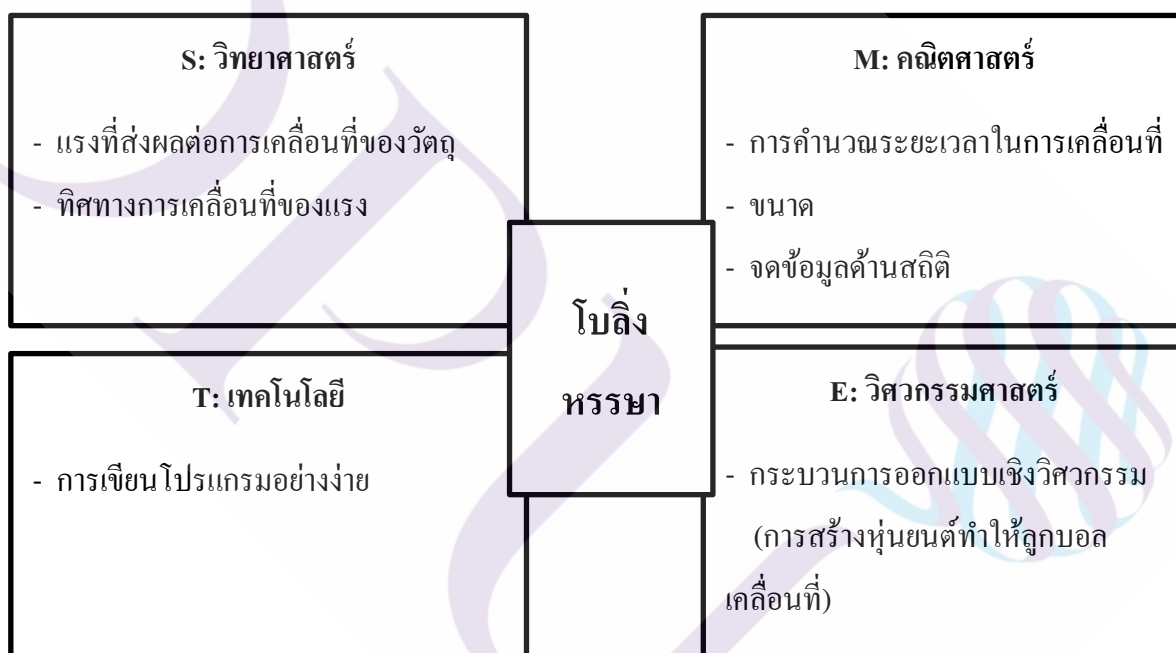 S: วิทยาศาสตร์
- แรงที่ส่งผลต่อการเคลื่อนที่ของวัตถุ
- ทิศทางการเคลื่อนที่ของแรง
M: คณิตศาสตร์
- การคำนวณระยะเวลาในการเคลื่อนที่
- ขนาด
- จดข้อมูลด้านสถิติ
โบลิ่ง
หรรษา
T: เทคโนโลยี
- การเขียนโปรแกรมอย่างง่าย
E: วิศวกรรมศาสตร์
- กระบวนการออกแบบเชิงวิศวกรรม
(การสร้างหุ่นยนต์ทำให้ลูกบอล
เคลื่อนที่)